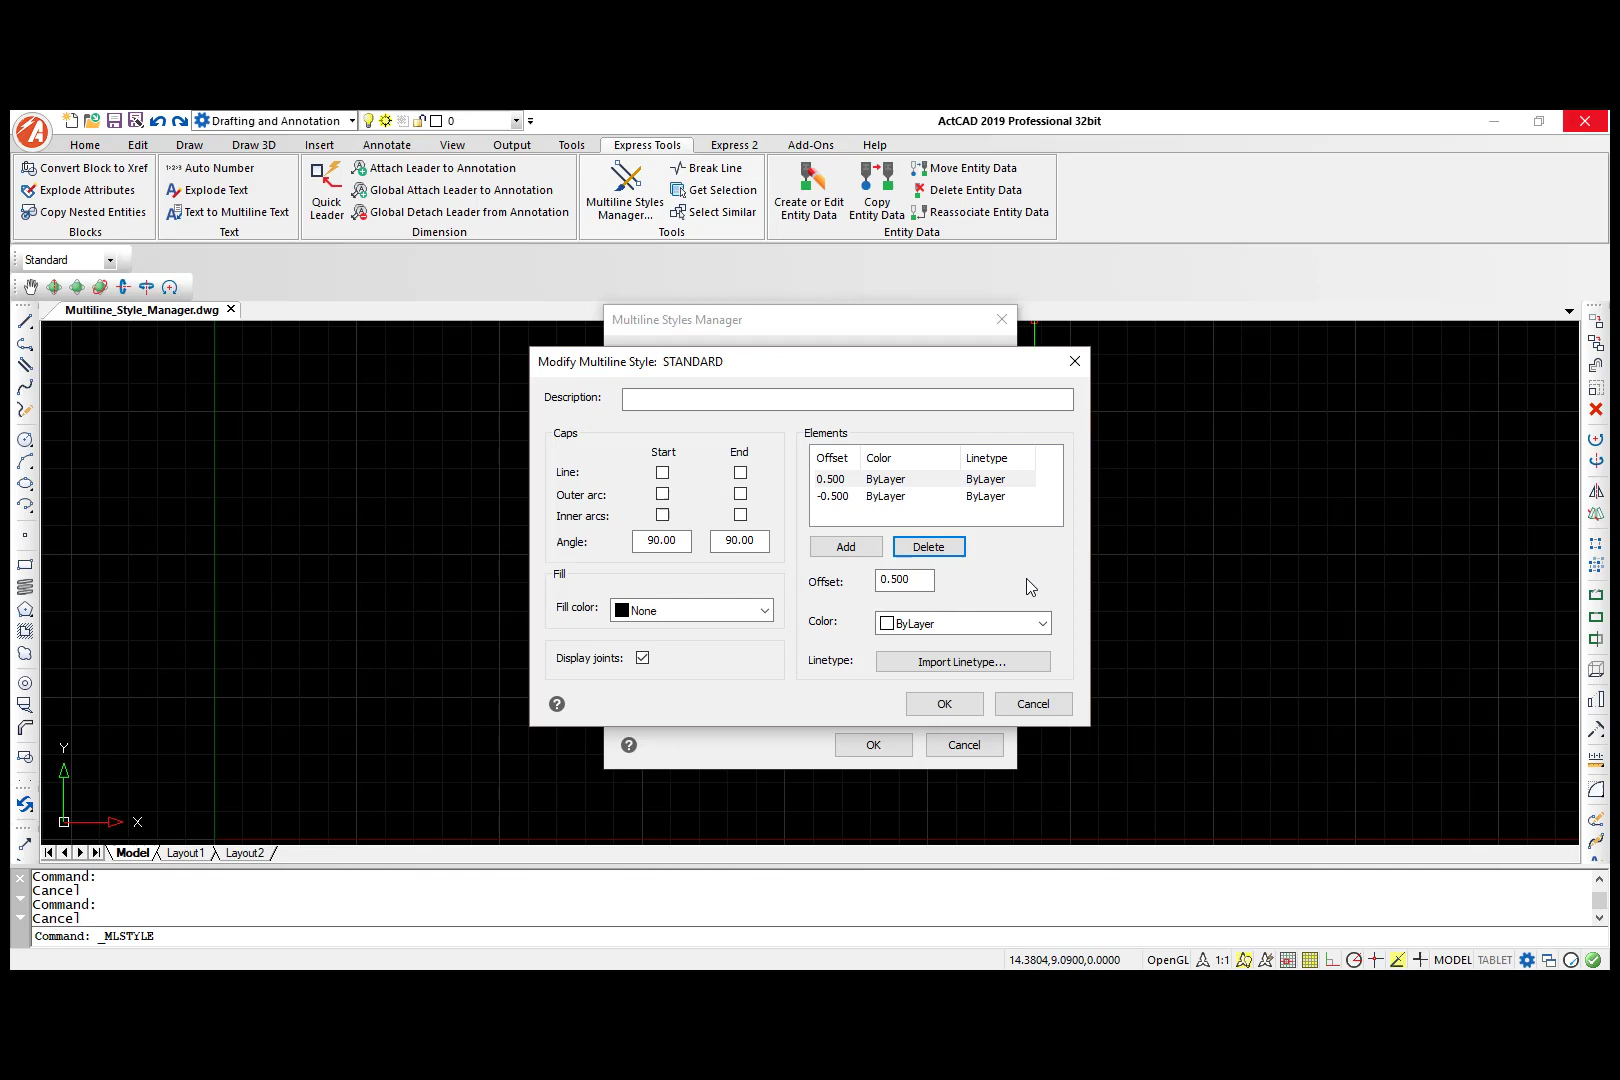 Drafting and Annotation
0
ActCAD 2019 Professional 32bit
Home Edit Draw Draw 3D Insert Annotate View Output Tools Express Tools Express 2 Add-Ons Help
Convert Block to Xref
Explode Attributes
Copy Nested Entities
Blocks
Auto Number
Explode Text
Text to Multiline Text
Text
Quick
Leader
Attach Leader to Annotation
Global Attach Leader to Annotation
Global Detach Leader from Annotation
Dimension
Multiline Styles
Manager...
Break Line
Get Selection
Select Similar
Tools
Create or Edit
Entity Data
Copy
Entity Data
Move Entity Data
Delete Entity Data
Reassociate Entity Data
Entity Data
Standard
Multiline_Style_Manager.dwg
Multiline Styles Manager
Modify Multiline Style: STANDARD
Description:
Caps
Start End
Line:
Outer arc:
Inner arcs:
Angle: 90.00 90.00
Fill
Fill color: None
Display joints:
Elements
Offset Color Linetype
0.500 ByLayer ByLayer
-0.500 ByLayer ByLayer
Add Delete
Offset: 0.500
Color: ByLayer
Linetype: Import Linetype...
OK Cancel
OK Cancel
Y
X
Model Layout1 Layout2
Command:
Cancel
Command:
Cancel
Command: _MLSTYLE
14.3804,9.0900,0.0000 OpenGL 1:1 MODEL TABLET